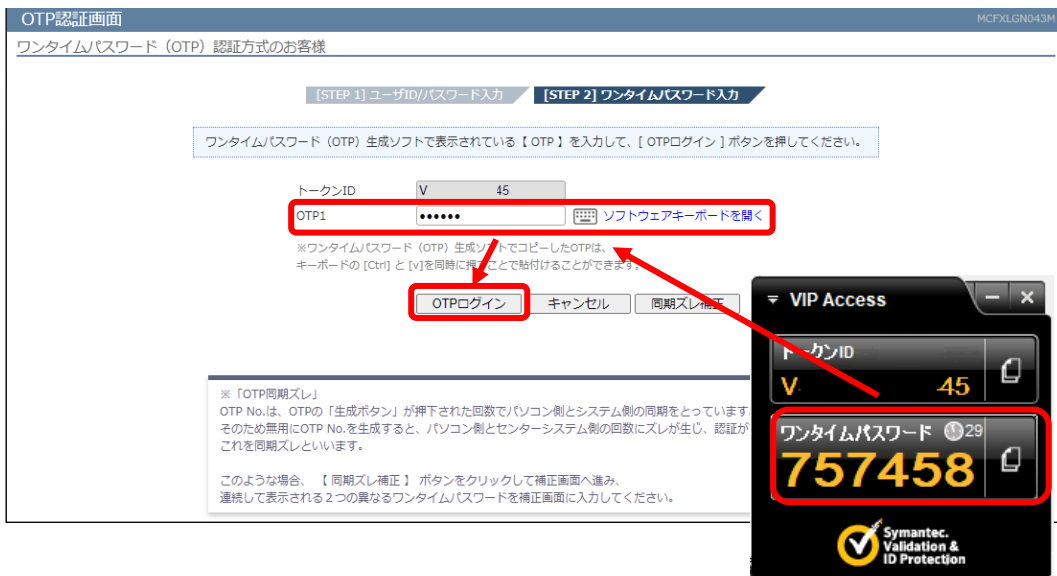 OTP認証画面
MCFXLGN043M
ワンタイムパスワード（OTP）認証方式のお客様
[STEP 1] ユーザID/パスワード入力
[STEP 2] ワンタイムパスワード入力
ワンタイムパスワード（OTP）生成ソフトで表示されている【 OTP 】を入力して、[ OTPログイン ] ボタンを押してください。
トークンID V 45
OTP1 •••••• ソフトウェアキーボードを開く
※ワンタイムパスワード（OTP）生成ソフトでコピーしたOTPは、
キーボードの [Ctrl] と [v]を同時に押すことで貼付けることができます。
OTPログイン キャンセル 同期ズレ補正
※「OTP同期ズレ」
OTP No.は、OTPの「生成ボタン」が押下された回数でパソコン側とシステム側の同期をとっています。
そのため無用にOTP No.を生成すると、パソコン側とセンターシステム側の回数にズレが生じ、認証が
これを同期ズレといいます。
このような場合、 【 同期ズレ補正 】 ボタンをクリックして補正画面へ進み、
連続して表示される２つの異なるワンタイムパスワードを補正画面に入力してください。
VIP Access
トークンID
V 45
ワンタイムパスワード 29
757458
Symantec.
Validation &
ID Protection